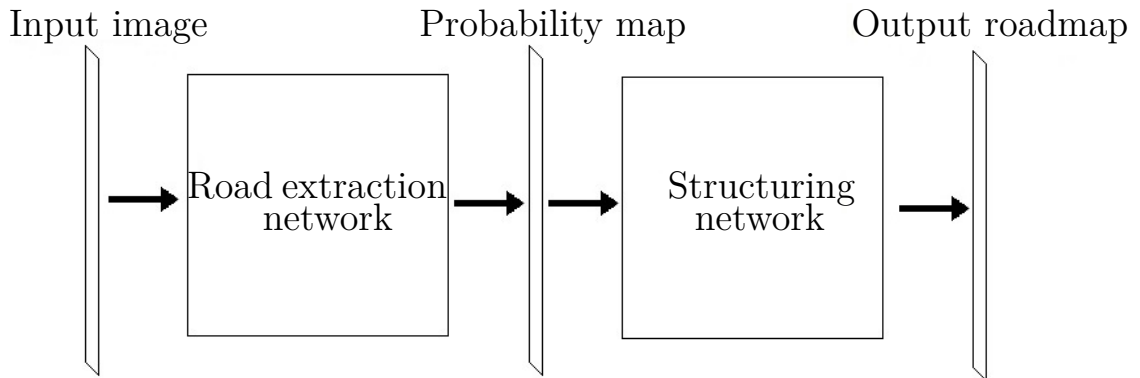 Input image
Probability map
Output roadmap
Road extraction
network
Structuring
network